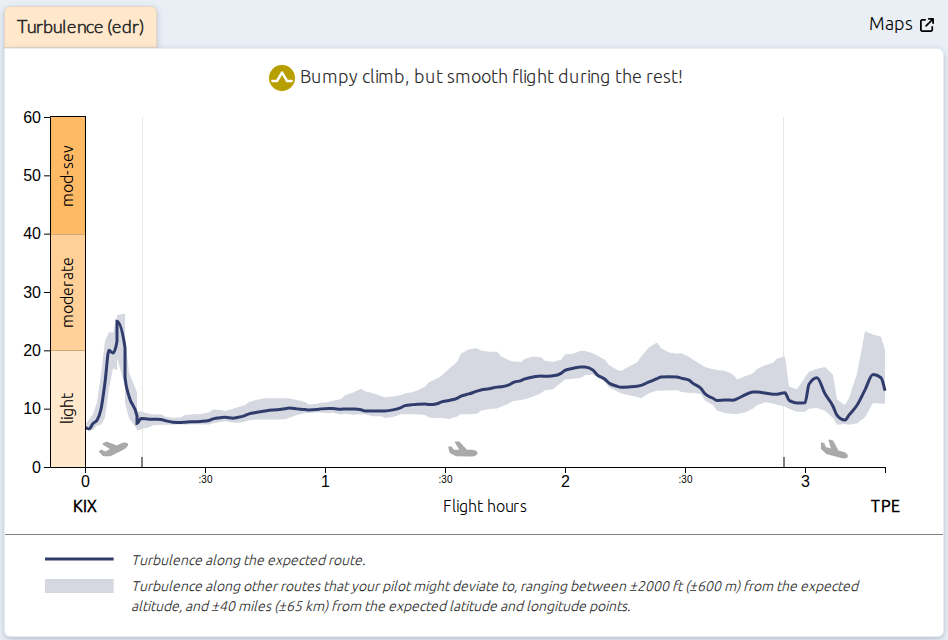 Turbulence (edr)
Maps
Bumpy climb, but smooth flight during the rest!
60
50
40
30
20
10
0
mod-sev
moderate
light
0
:30
1
:30
2
:30
3
KIX
Flight hours
TPE
Turbulence along the expected route.
Turbulence along other routes that your pilot might deviate to, ranging between ±2000 ft (±600 m) from the expected
altitude, and ±40 miles (±65 km) from the expected latitude and longitude points.